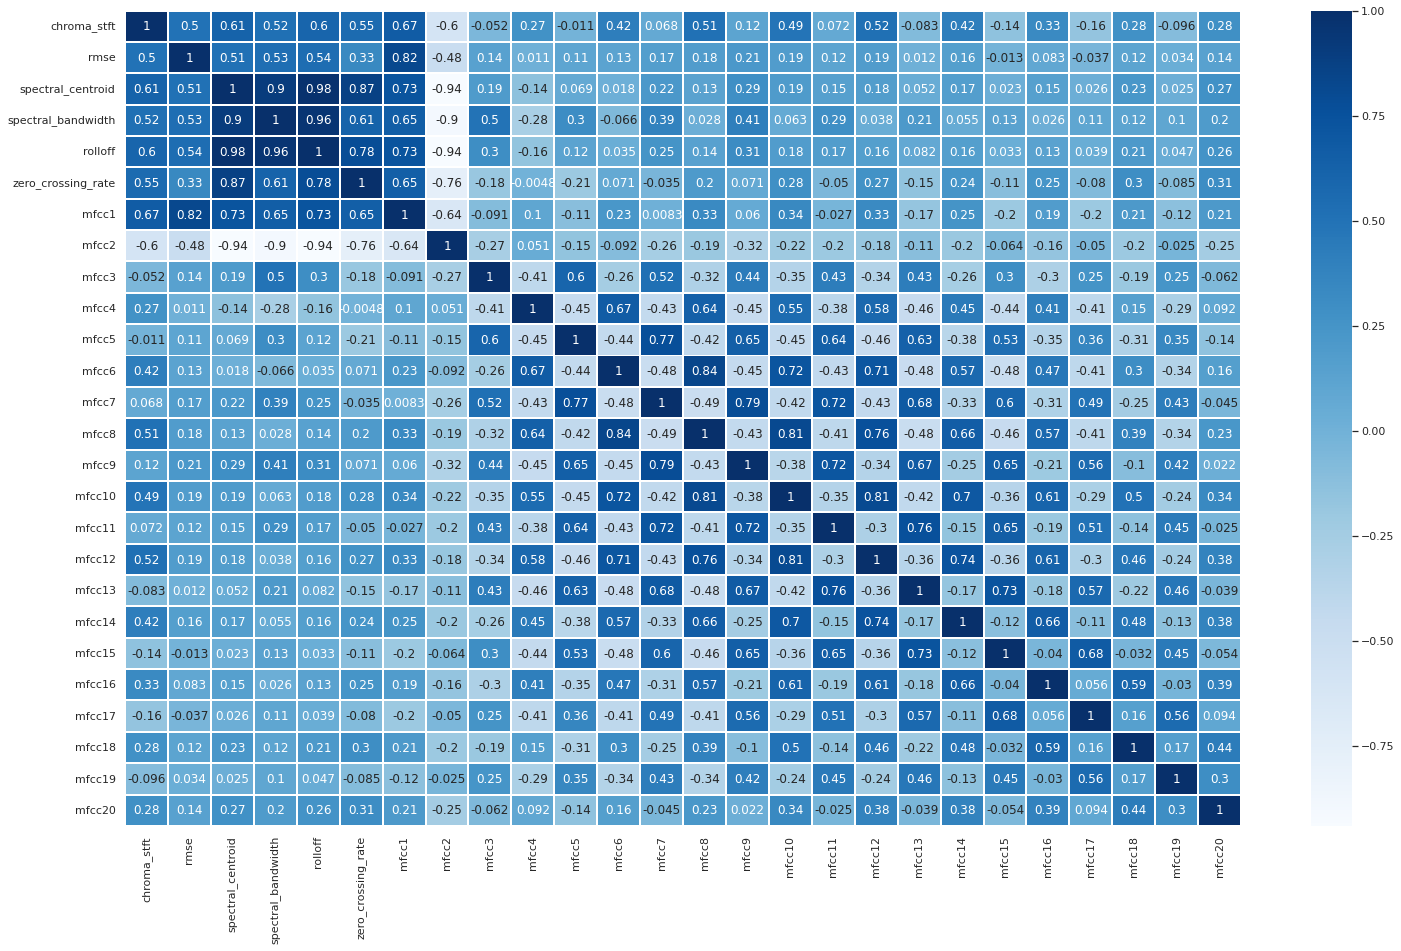 chroma_stft 1 0.5 0.61 0.52 0.6 0.55 0.67 -0.6 -0.052 0.27 -0.011 0.42 0.068 0.51 0.12 0.49 0.072 0.52 -0.083 0.42 -0.14 0.33 -0.16 0.28 -0.096 0.28
rmse 0.5 1 0.51 0.53 0.54 0.33 0.82 -0.48 0.14 0.011 0.11 0.13 0.17 0.18 0.21 0.19 0.12 0.19 0.012 0.16 -0.013 0.083 -0.037 0.12 0.034 0.14
spectral_centroid 0.61 0.51 1 0.9 0.98 0.87 0.73 -0.94 0.19 -0.14 0.069 0.018 0.22 0.13 0.29 0.19 0.15 0.18 0.052 0.17 0.023 0.15 0.026 0.23 0.025 0.27
spectral_bandwidth 0.52 0.53 0.9 1 0.96 0.61 0.65 -0.9 0.5 -0.28 0.3 -0.066 0.39 0.028 0.41 0.063 0.29 0.038 0.21 0.055 0.13 0.026 0.11 0.12 0.1 0.2
rolloff 0.6 0.54 0.98 0.96 1 0.78 0.73 -0.94 0.3 -0.16 0.12 0.035 0.25 0.14 0.31 0.18 0.17 0.16 0.082 0.16 0.033 0.13 0.039 0.21 0.047 0.26
zero_crossing_rate 0.55 0.33 0.87 0.61 0.78 1 0.65 -0.76 -0.18 -0.0048 -0.21 0.071 -0.035 0.2 0.071 0.28 -0.05 0.27 -0.15 0.24 -0.11 0.25 -0.08 0.3 -0.085 0.31
mfcc1 0.67 0.82 0.73 0.65 0.73 0.65 1 -0.64 -0.091 0.1 -0.11 0.23 0.0083 0.33 0.06 0.34 -0.027 0.33 -0.17 0.25 -0.2 0.19 -0.2 0.21 -0.12 0.21
mfcc2 -0.6 -0.48 -0.94 -0.9 -0.94 -0.76 -0.64 1 -0.27 0.051 -0.15 -0.092 -0.26 -0.19 -0.32 -0.22 -0.2 -0.18 -0.11 -0.2 -0.064 -0.16 -0.05 -0.2 -0.025 -0.25
mfcc3 -0.052 0.14 0.19 0.5 0.3 -0.18 -0.091 -0.27 1 -0.41 0.6 -0.26 0.52 -0.32 0.44 -0.35 0.43 -0.34 0.43 -0.26 0.3 -0.3 0.25 -0.19 0.25 -0.062
mfcc4 0.27 0.011 -0.14 -0.28 -0.16 -0.0048 0.1 0.051 -0.41 1 -0.45 0.67 -0.43 0.64 -0.45 0.55 -0.38 0.58 -0.46 0.45 -0.44 0.41 -0.41 0.15 -0.29 0.092
mfcc5 -0.011 0.11 0.069 0.3 0.12 -0.21 -0.11 -0.15 0.6 -0.45 1 -0.44 0.77 -0.42 0.65 -0.45 0.64 -0.46 0.63 -0.38 0.53 -0.35 0.36 -0.31 0.35 -0.14
mfcc6 0.42 0.13 0.018 -0.066 0.035 0.071 0.23 -0.092 -0.26 0.67 -0.44 1 -0.48 0.84 -0.45 0.72 -0.43 0.71 -0.48 0.57 -0.48 0.47 -0.41 0.3 -0.34 0.16
mfcc7 0.068 0.17 0.22 0.39 0.25 -0.035 0.0083 -0.26 0.52 -0.43 0.77 -0.48 1 -0.49 0.79 -0.42 0.72 -0.43 0.68 -0.33 0.6 -0.31 0.49 -0.25 0.43 -0.045
mfcc8 0.51 0.18 0.13 0.028 0.14 0.2 0.33 -0.19 -0.32 0.64 -0.42 0.84 -0.49 1 -0.43 0.81 -0.41 0.76 -0.48 0.66 -0.46 0.57 -0.41 0.39 -0.34 0.23
mfcc9 0.12 0.21 0.29 0.41 0.31 0.071 0.06 -0.32 0.44 -0.45 0.65 -0.45 0.79 -0.43 1 -0.38 0.72 -0.34 0.67 -0.25 0.65 -0.21 0.56 -0.1 0.42 0.022
mfcc10 0.49 0.19 0.19 0.063 0.18 0.28 0.34 -0.22 -0.35 0.55 -0.45 0.72 -0.42 0.81 -0.38 1 -0.35 0.81 -0.42 0.7 -0.36 0.61 -0.29 0.5 -0.24 0.34
mfcc11 0.072 0.12 0.15 0.29 0.17 -0.05 -0.027 -0.2 0.43 -0.38 0.64 -0.43 0.72 -0.41 0.72 -0.35 1 -0.3 0.76 -0.15 0.65 -0.19 0.51 -0.14 0.45 -0.025
mfcc12 0.52 0.19 0.18 0.038 0.16 0.27 0.33 -0.18 -0.34 0.58 -0.46 0.71 -0.43 0.76 -0.34 0.81 -0.3 1 -0.36 0.74 -0.36 0.61 -0.3 0.46 -0.24 0.38
mfcc13 -0.083 0.012 0.052 0.21 0.082 -0.15 -0.17 -0.11 0.43 -0.46 0.63 -0.48 0.68 -0.48 0.67 -0.42 0.76 -0.36 1 -0.17 0.73 -0.18 0.57 -0.22 0.46 -0.039
mfcc14 0.42 0.16 0.17 0.055 0.16 0.24 0.25 -0.2 -0.26 0.45 -0.38 0.57 -0.33 0.66 -0.25 0.7 -0.15 0.74 -0.17 1 -0.12 0.66 -0.11 0.48 -0.13 0.38
mfcc15 -0.14 -0.013 0.023 0.13 0.033 -0.11 -0.2 -0.064 0.3 -0.44 0.53 -0.48 0.6 -0.46 0.65 -0.36 0.65 -0.36 0.73 -0.12 1 -0.04 0.68 -0.032 0.45 -0.054
mfcc16 0.33 0.083 0.15 0.026 0.13 0.25 0.19 -0.16 -0.3 0.41 -0.35 0.47 -0.31 0.57 -0.21 0.61 -0.19 0.61 -0.18 0.66 -0.04 1 0.056 0.59 -0.03 0.39
mfcc17 -0.16 -0.037 0.026 0.11 0.039 -0.08 -0.2 -0.05 0.25 -0.41 0.36 -0.41 0.49 -0.41 0.56 -0.29 0.51 -0.3 0.57 -0.11 0.68 0.056 1 0.16 0.56 0.094
mfcc18 0.28 0.12 0.23 0.12 0.21 0.3 0.21 -0.2 -0.19 0.15 -0.31 0.3 -0.25 0.39 -0.1 0.5 -0.14 0.46 -0.22 0.48 -0.032 0.59 0.16 1 0.17 0.44
mfcc19 -0.096 0.034 0.025 0.1 0.047 -0.085 -0.12 -0.025 0.25 -0.29 0.35 -0.34 0.43 -0.34 0.42 -0.24 0.45 -0.24 0.46 -0.13 0.45 -0.03 0.56 0.17 1 0.3
mfcc20 0.28 0.14 0.27 0.2 0.26 0.31 0.21 -0.25 -0.062 0.092 -0.14 0.16 -0.045 0.23 0.022 0.34 -0.025 0.38 -0.039 0.38 -0.054 0.39 0.094 0.44 0.3 1
chroma_stft rmse spectral_centroid spectral_bandwidth rolloff zero_crossing_rate mfcc1 mfcc2 mfcc3 mfcc4 mfcc5 mfcc6 mfcc7 mfcc8 mfcc9 mfcc10 mfcc11 mfcc12 mfcc13 mfcc14 mfcc15 mfcc16 mfcc17 mfcc18 mfcc19 mfcc20
1.00
0.75
0.50
0.25
0.00
-0.25
-0.50
-0.75